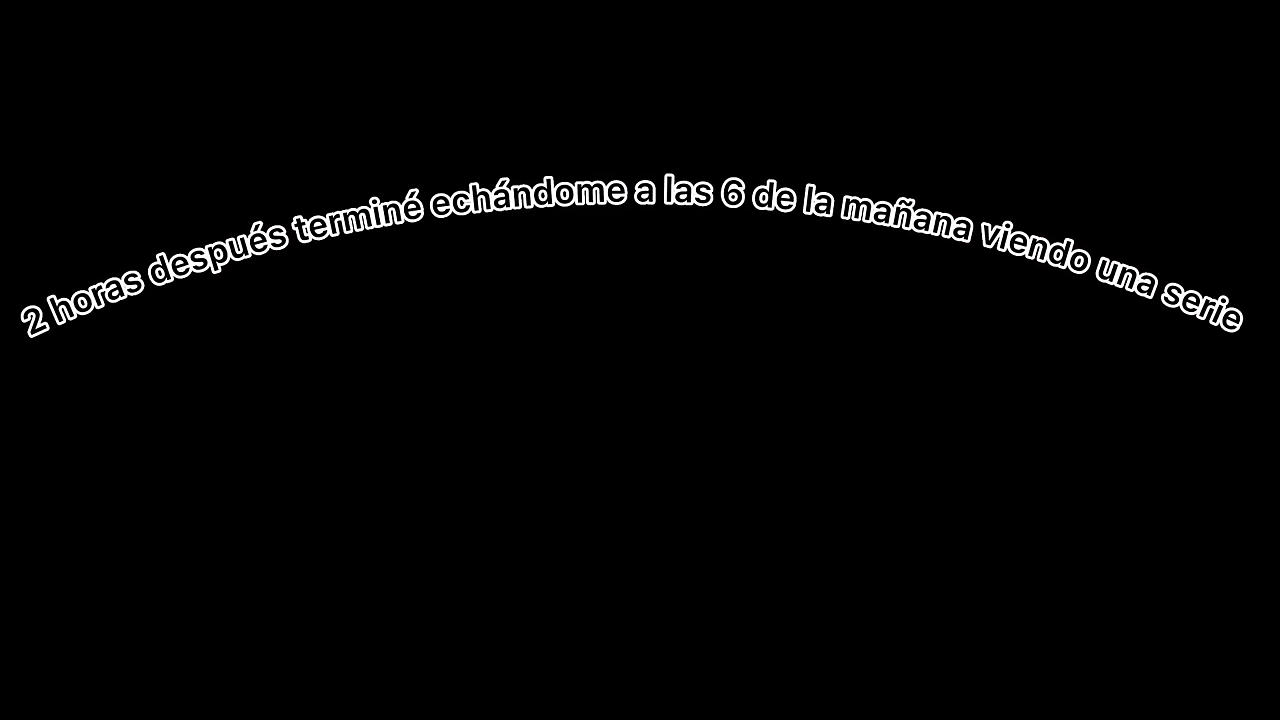 2 horas después terminé echándome a las 6 de la mañana viendo una serie